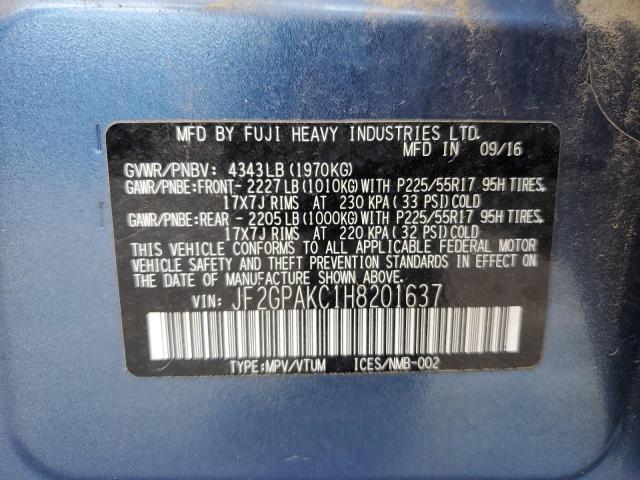 MFD BY FUJI HEAVY INDUSTRIES LTD.
MFD IN 09/16
GVWR/PNBV: 4343LB (1970KG)
GAWR/PNBE:FRONT- 2227LB (1010KG) WITH P225/55R17 95H TIRES,
17X7J RIMS AT 230 KPA ( 33 PSI) COLD
GAWR/PNBE:REAR - 2205LB (1000KG) WITH P225/55R17 95H TIRES,
17X7J RIMS AT 220 KPA ( 32 PSI) COLD
THIS VEHICLE CONFORMS TO ALL APPLICABLE FEDERAL MOTOR
VEHICLE SAFETY AND THEFT PREVENTION STANDARDS IN EFFECT
ON THE DATE OF MANUFACTURE SHOWN ABOVE.
VIN: JF2GPAKC1H8201637
TYPE:MPV/VTUM ICES/NMB-002